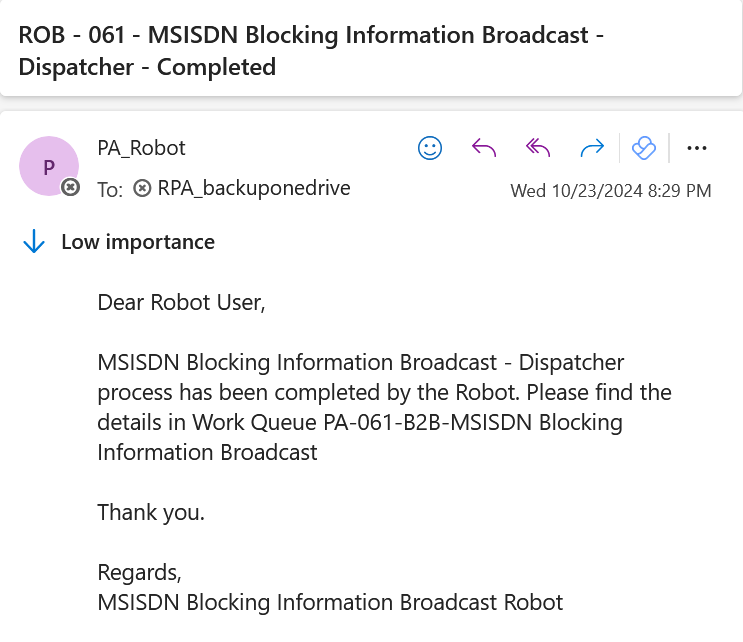 ROB - 061 - MSISDN Blocking Information Broadcast -
Dispatcher - Completed
P
PA_Robot
To: RPA_backuponedrive
Wed 10/23/2024 8:29 PM
Low importance
Dear Robot User,
MSISDN Blocking Information Broadcast - Dispatcher
process has been completed by the Robot. Please find the
details in Work Queue PA-061-B2B-MSISDN Blocking
Information Broadcast
Thank you.
Regards,
MSISDN Blocking Information Broadcast Robot